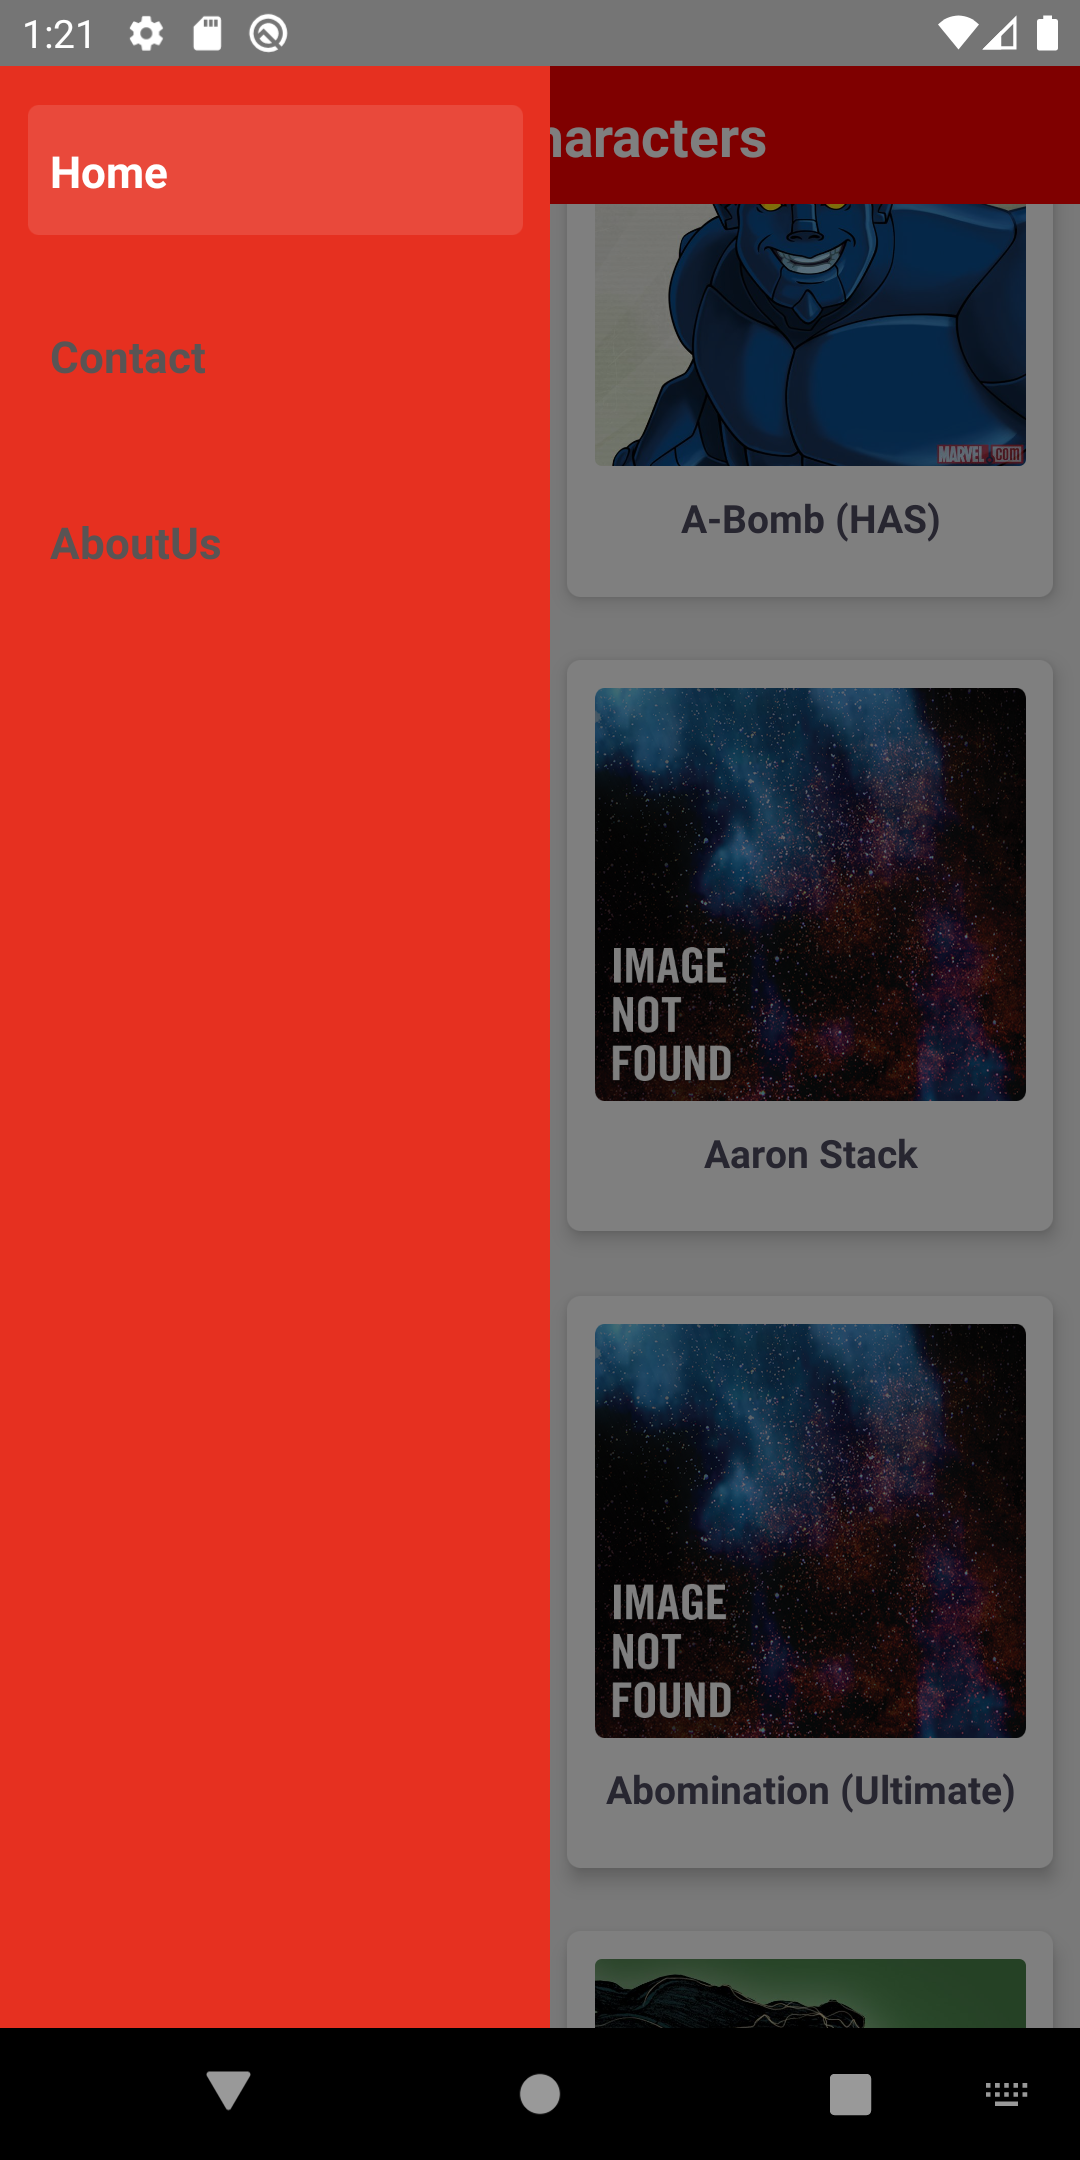 1:21
haracters
Home
Contact
AboutUs
MARVEL.com
A-Bomb (HAS)
IMAGE
NOT
FOUND
Aaron Stack
IMAGE
NOT
FOUND
Abomination (Ultimate)